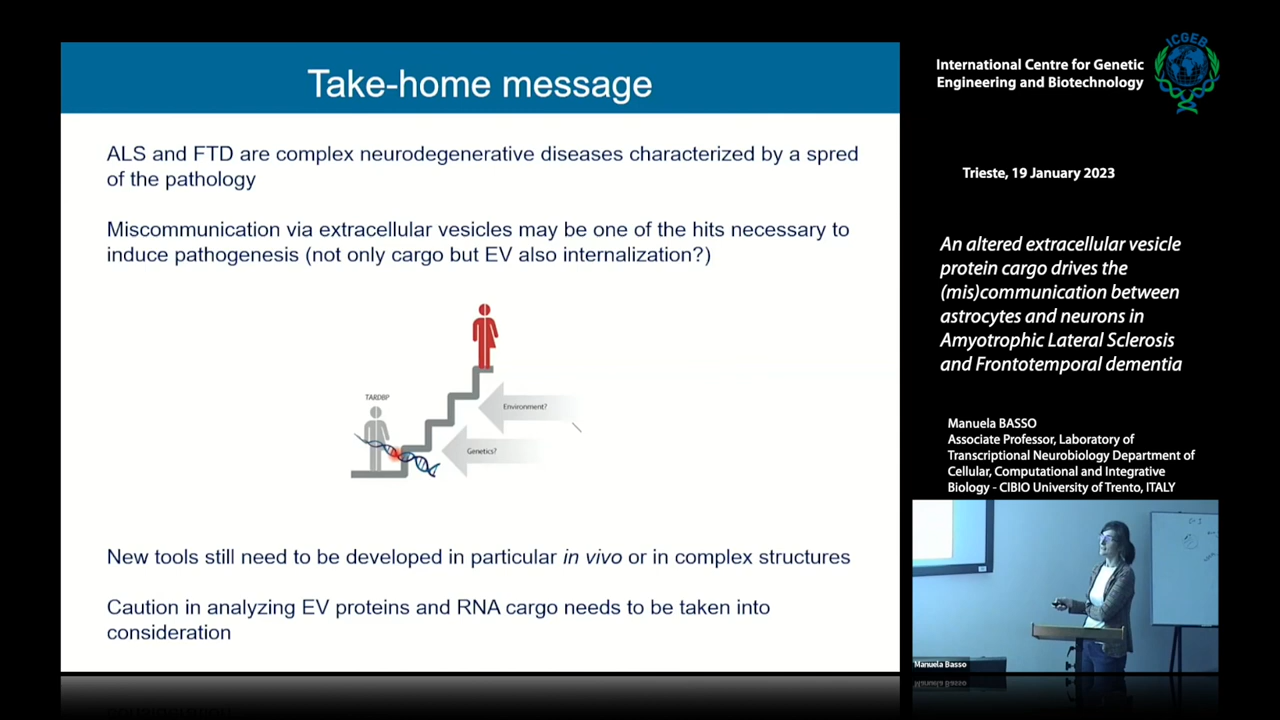 Take-home message
ALS and FTD are complex neurodegenerative diseases characterized by a spred
of the pathology
Miscommunication via extracellular vesicles may be one of the hits necessary to
induce pathogenesis (not only cargo but EV also internalization?)
TARDBP
Environment?
Genetics?
New tools still need to be developed in particular in vivo or in complex structures
Caution in analyzing EV proteins and RNA cargo needs to be taken into
consideration
International Centre for Genetic
Engineering and Biotechnology
ICGEB
Trieste, 19 January 2023
An altered extracellular vesicle
protein cargo drives the
(mis)communication between
astrocytes and neurons in
Amyotrophic Lateral Sclerosis
and Frontotemporal dementia
Manuela BASSO
Associate Professor, Laboratory of
Transcriptional Neurobiology Department of
Cellular, Computational and Integrative
Biology - CIBIO University of Trento, ITALY
Manuela Basso